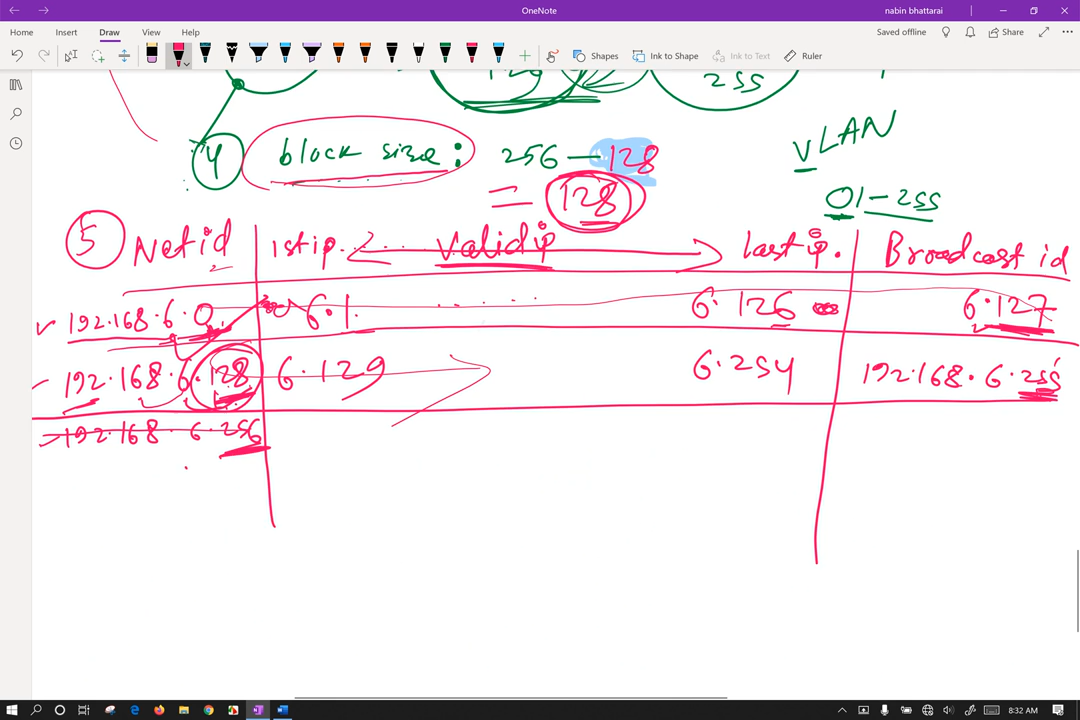 OneNote
nabin bhattarai
Home Insert Draw View Help
Saved offline
Share
Shapes Ink to Shape Ink to Text Ruler
126
255
4 block size: 256 – 128
= 128
VLAN
01 – 255
5 Netid 1st ip. valid ip last ip. Broadcast id
192.168.6.0 6.1 6.126 6.127
192.168.6.128 6.129 6.254 192.168.6.255
192.168.6.256
8:32 AM